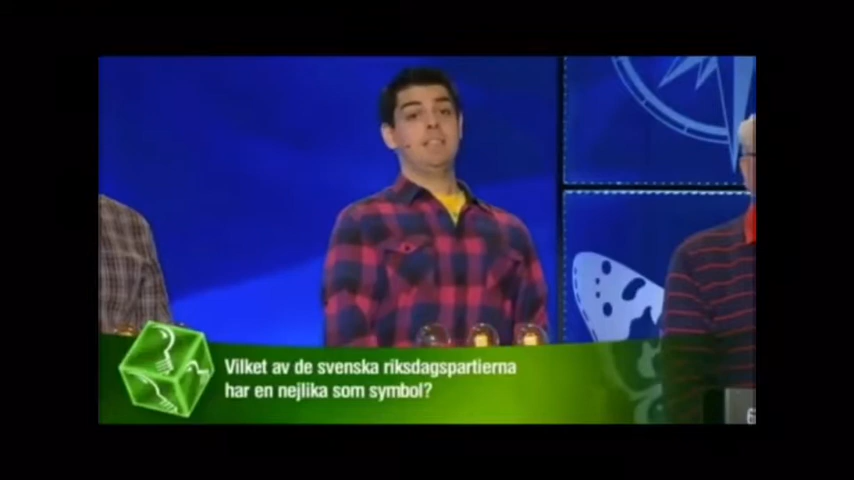 Vilket av de svenska riksdagspartierna
har en nejlika som symbol?